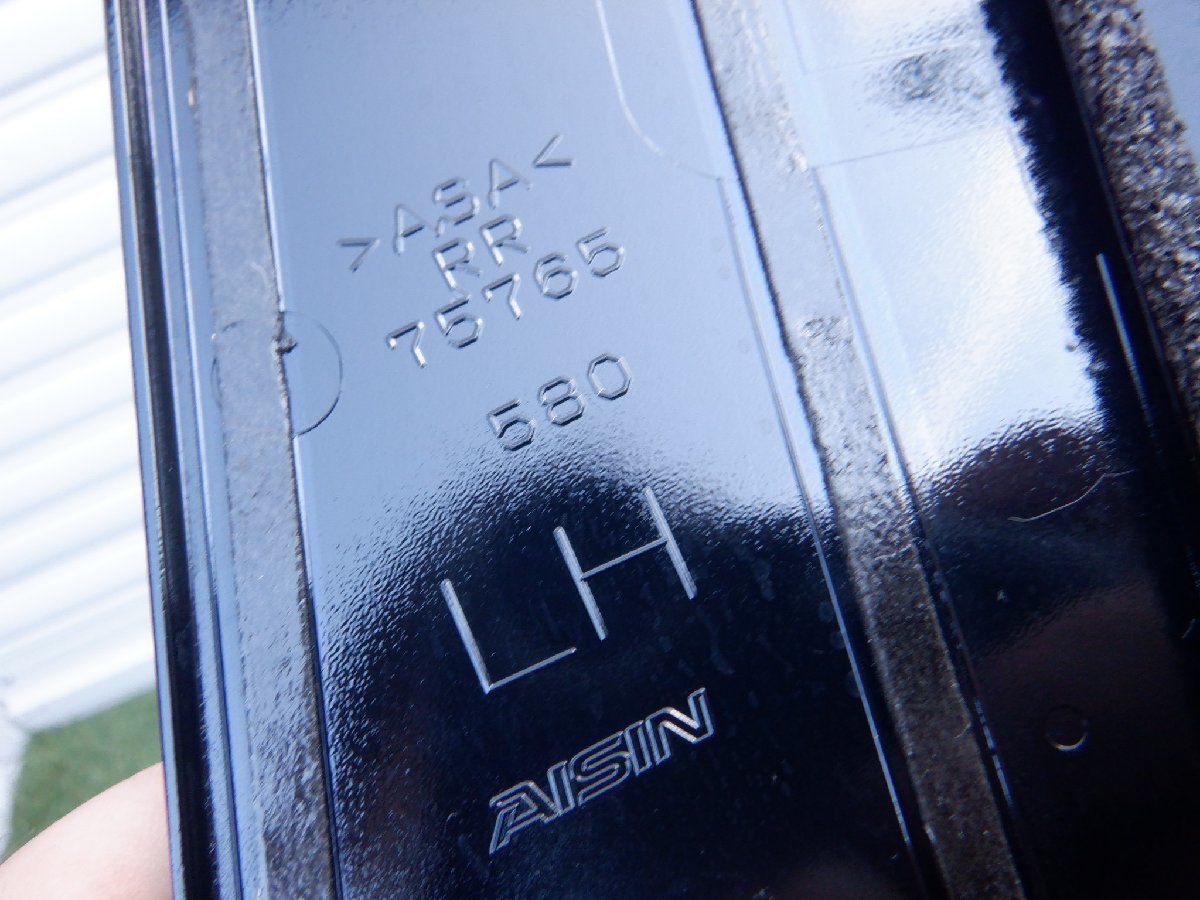 >ASA<
RR
75765
580
LH
AISIN